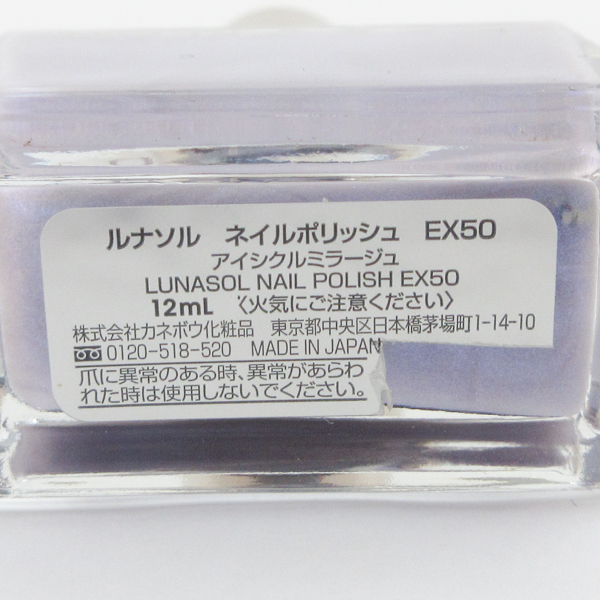 ルナソル ネイルポリッシュ EX50
アイシクルミラージュ
LUNASOL NAIL POLISH EX50
12mL 〈火気にご注意ください〉
株式会社カネボウ化粧品 東京都中央区日本橋茅場町1-14-10
0120-518-520 MADE IN JAPAN
爪に異常のある時、異常があらわ
れた時は使用しないでください。